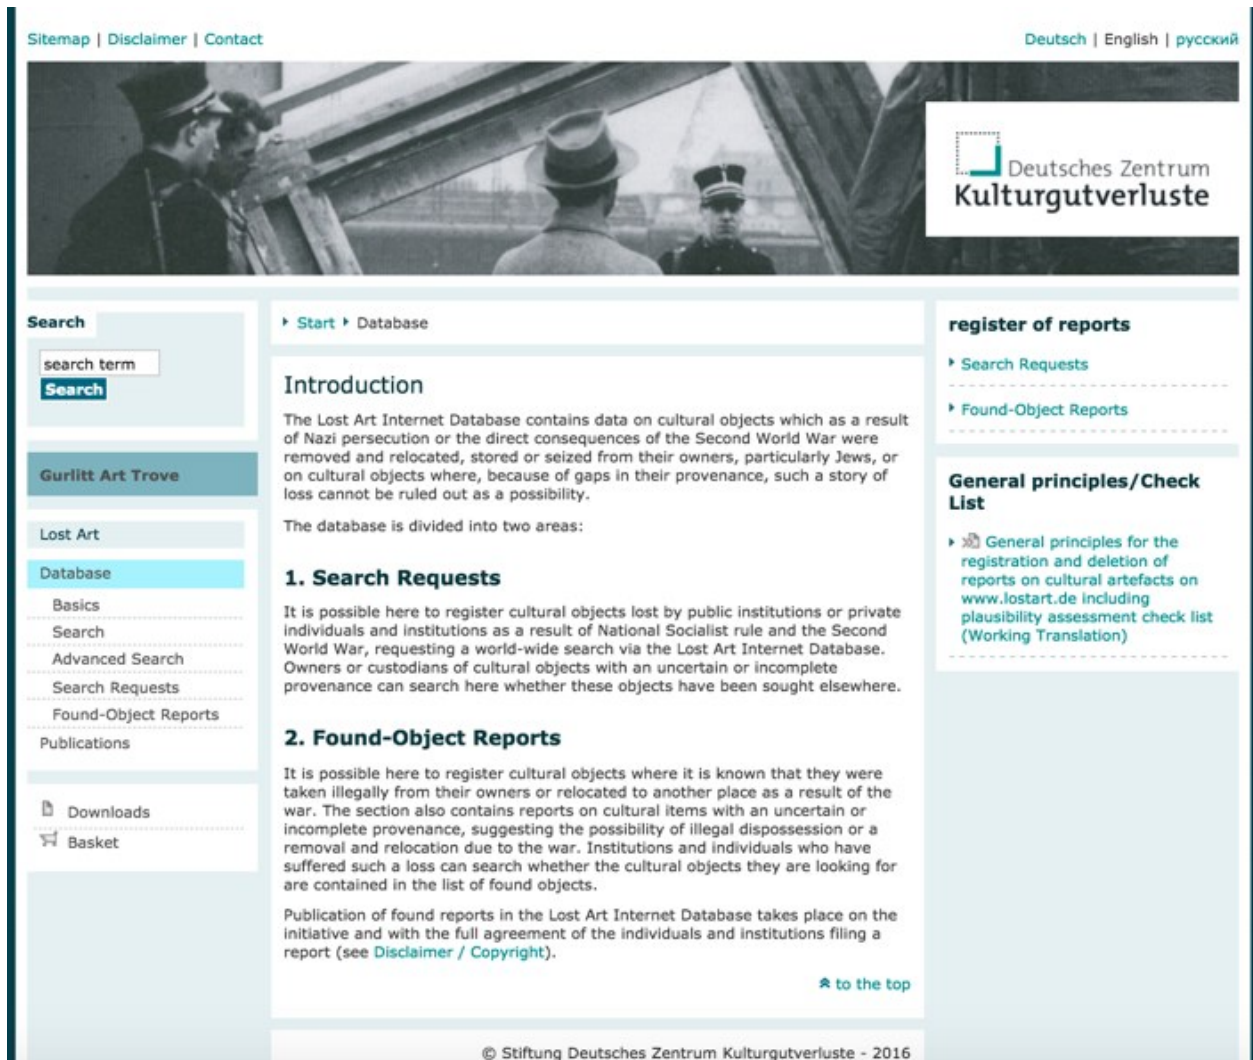 Sitemap | Disclaimer | Contact
Deutsch | English | русский
Deutsches Zentrum
Kulturgutverluste
Search
search term
Search
Gurlitt Art Trove
Lost Art
Database
Basics
Search
Advanced Search
Search Requests
Found-Object Reports
Publications
Downloads
Basket
Start Database
Introduction
The Lost Art Internet Database contains data on cultural objects which as a result
of Nazi persecution or the direct consequences of the Second World War were
removed and relocated, stored or seized from their owners, particularly Jews, or
on cultural objects where, because of gaps in their provenance, such a story of
loss cannot be ruled out as a possibility.
The database is divided into two areas:
1. Search Requests
It is possible here to register cultural objects lost by public institutions or private
individuals and institutions as a result of National Socialist rule and the Second
World War, requesting a world-wide search via the Lost Art Internet Database.
Owners or custodians of cultural objects with an uncertain or incomplete
provenance can search here whether these objects have been sought elsewhere.
2. Found-Object Reports
It is possible here to register cultural objects where it is known that they were
taken illegally from their owners or relocated to another place as a result of the
war. The section also contains reports on cultural items with an uncertain or
incomplete provenance, suggesting the possibility of illegal dispossession or a
removal and relocation due to the war. Institutions and individuals who have
suffered such a loss can search whether the cultural objects they are looking for
are contained in the list of found objects.
Publication of found reports in the Lost Art Internet Database takes place on the
initiative and with the full agreement of the individuals and institutions filing a
report (see Disclaimer / Copyright).
to the top
© Stiftung Deutsches Zentrum Kulturgutverluste - 2016
register of reports
Search Requests
Found-Object Reports
General principles/Check
List
General principles for the
registration and deletion of
reports on cultural artefacts on
www.lostart.de including
plausibility assessment check list
(Working Translation)